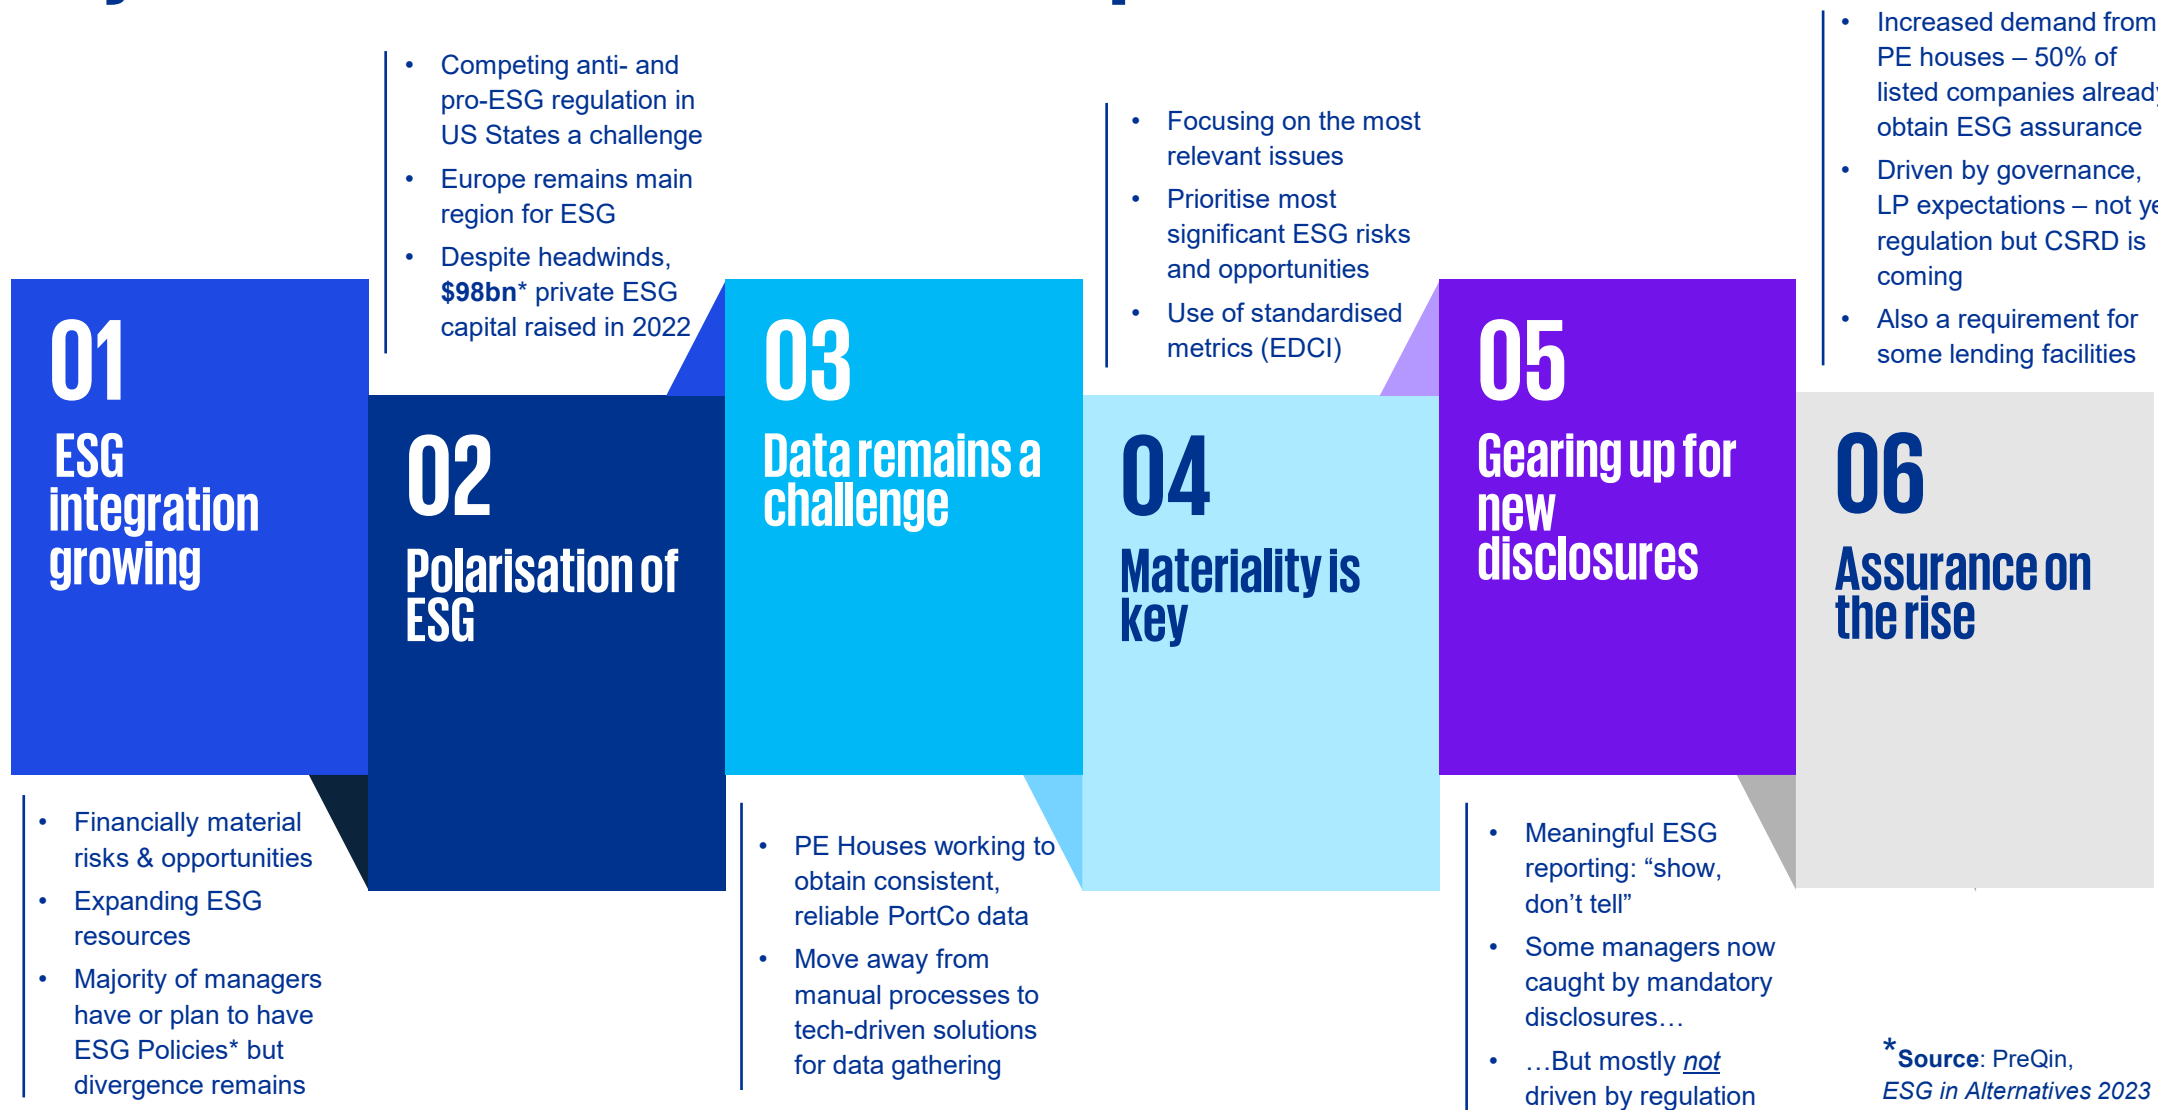 • Competing anti- and
pro-ESG regulation in
US States a challenge
• Europe remains main
region for ESG
• Despite headwinds,
$98bn* private ESG
capital raised in 2022
• Focusing on the most
relevant issues
• Prioritise most
significant ESG risks
and opportunities
• Use of standardised
metrics (EDCI)
• Increased demand from
PE houses – 50% of
listed companies already
obtain ESG assurance
• Driven by governance,
LP expectations – not
regulation but CSRD is
coming
• Also a requirement for
some lending facilities
01
ESG
integration
growing
02
Polarisation of
ESG
03
Data remains a
challenge
04
Materiality is
key
05
Gearing up for
new
disclosures
06
Assurance on
the rise
• Financially material
risks & opportunities
• Expanding ESG
resources
• Majority of managers
have or plan to have
ESG Policies* but
divergence remains
• PE Houses working to
obtain consistent,
reliable PortCo data
• Move away from
manual processes to
tech-driven solutions
for data gathering
• Meaningful ESG
reporting: “show,
don’t tell”
• Some managers now
caught by mandatory
disclosures…
• …But mostly not
driven by regulation
*Source: PreQin,
ESG in Alternatives 2023